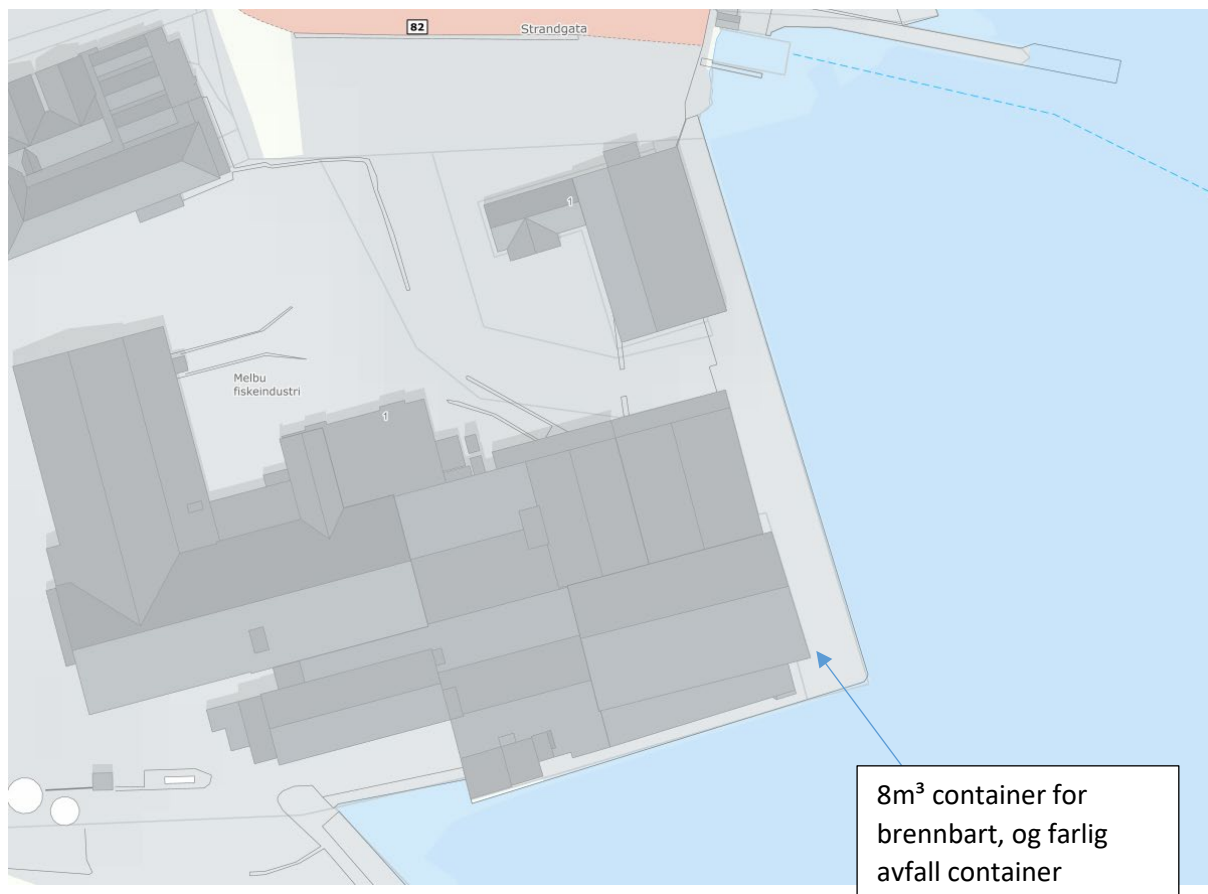 82
Strandgata
1
Melbu
fiskeindustri
1
8m³ container for
brennbart, og farlig
avfall container